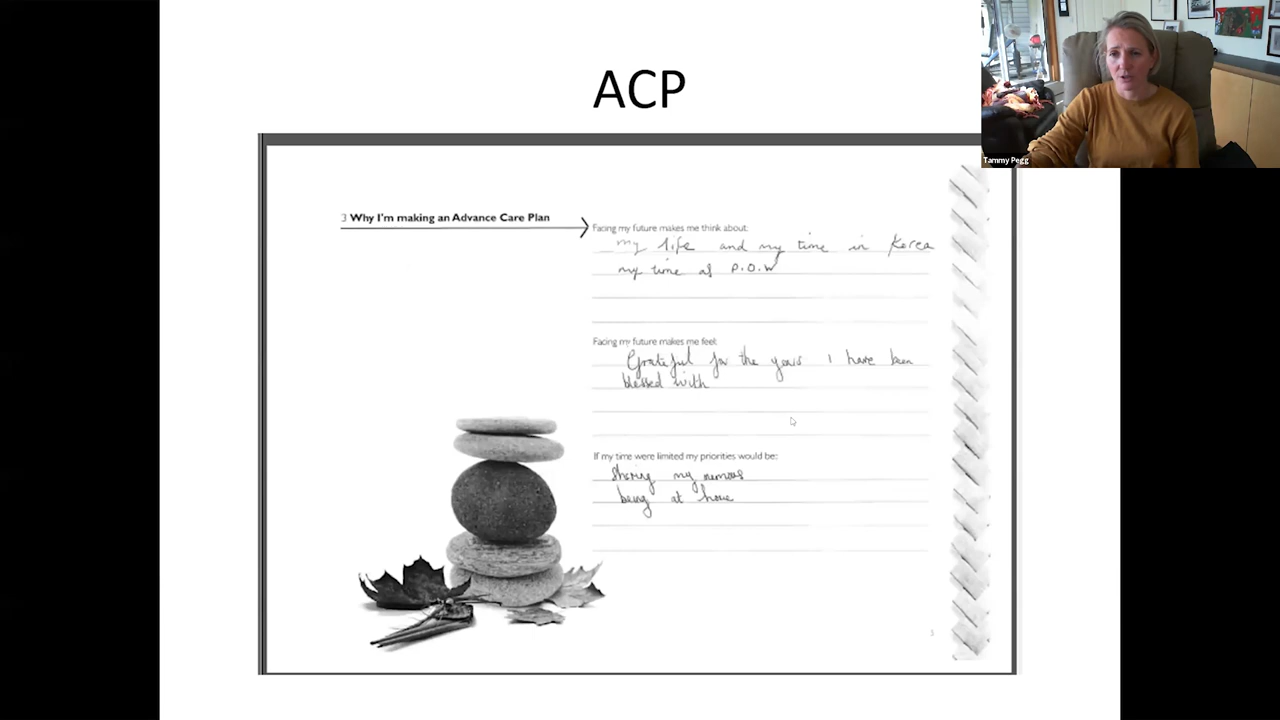 ACP
Tammy Pegg
3 Why I'm making an Advance Care Plan
Facing my future makes me think about:
my life and my time in Korea
my time as P.O.W
Facing my future makes me feel:
Grateful for the years I have been
blessed with
If my time were limited my priorities would be:
sharing my
being at home